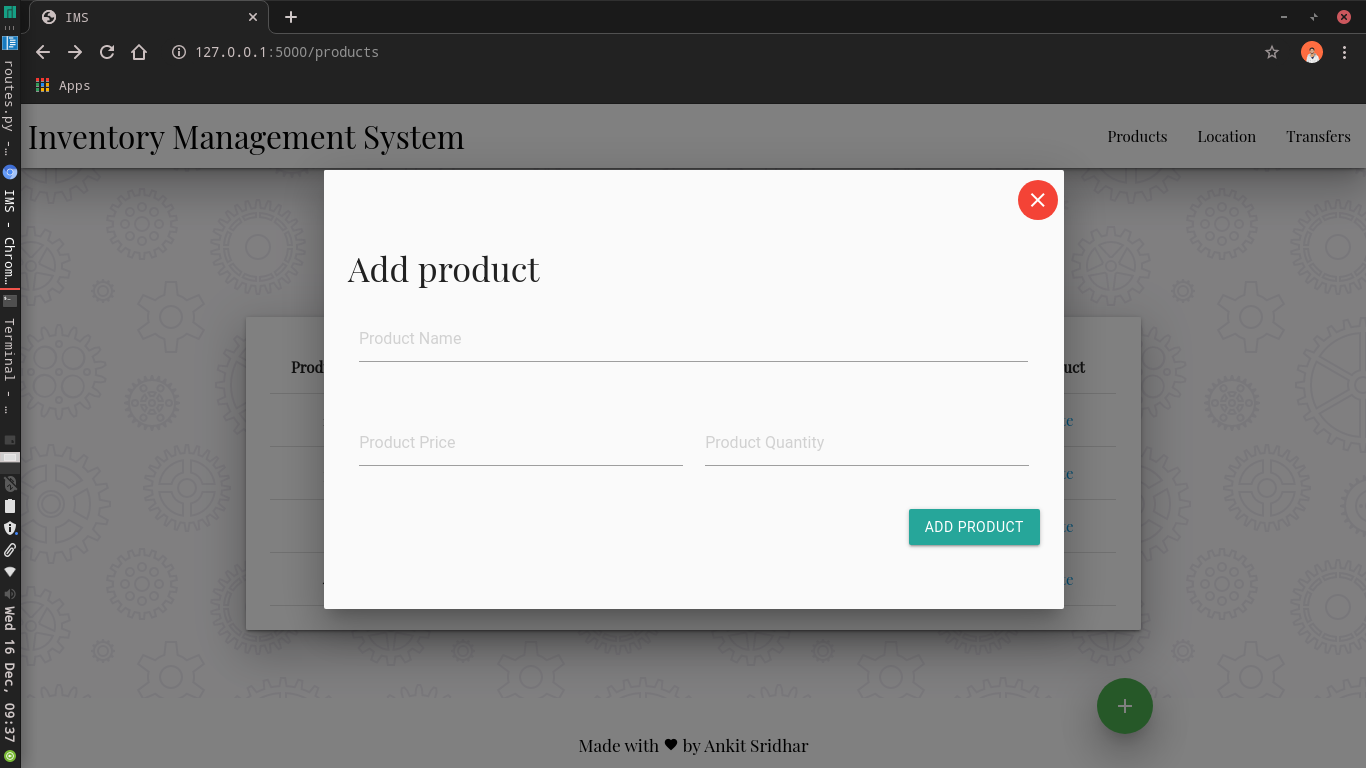 IMS
127.0.0.1:5000/products
Apps
routes.py -…
IMS - Chrom…
Terminal - …
Wed 16 Dec, 09:37
Inventory Management System
Products Location Transfers
Add product
Product Name
Product Price Product Quantity
ADD PRODUCT
Made with ♥ by Ankit Sridhar